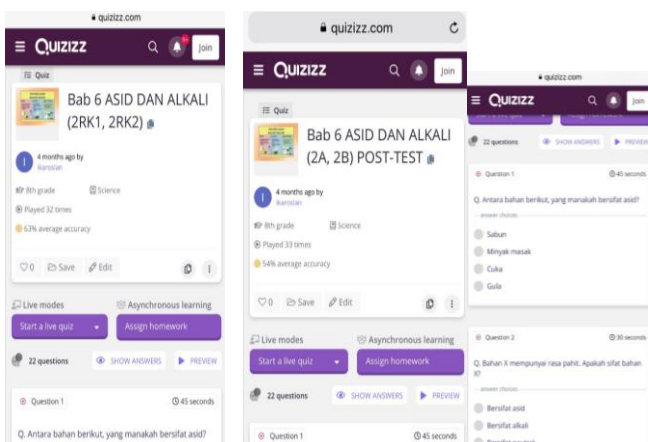 quizizz.com
QUIZIZZ
Join
Quiz
Bab 6 ASID DAN ALKALI
(2RK1, 2RK2)
4 months ago by
ikaroslan
8th grade Science
Played 32 times
63% average accuracy
0 Save Edit
Live modes Asynchronous learning
Start a live quiz Assign homework
22 questions SHOW ANSWERS PREVIEW
Question 1 45 seconds
Q. Antara bahan berikut, yang manakah bersifat asid?
quizizz.com
QUIZIZZ
Join
Quiz
Bab 6 ASID DAN ALKALI
(2A, 2B) POST-TEST
4 months ago by
ikaroslan
8th grade Science
Played 33 times
54% average accuracy
0 Save Edit
Live modes Asynchronous learning
Start a live quiz Assign homework
22 questions SHOW ANSWERS PREVIEW
Question 1 45 seconds
quizizz.com
QUIZIZZ
Join
22 questions SHOW ANSWERS PREVIEW
Question 1 45 seconds
Q. Antara bahan berikut, yang manakah bersifat asid?
answer choices
Sabun
Minyak masak
Cuka
Gula
Question 2 30 seconds
Q. Bahan X mempunyai rasa pahit. Apakah sifat bahan
X?
answer choices
Bersifat asid
Bersifat alkali